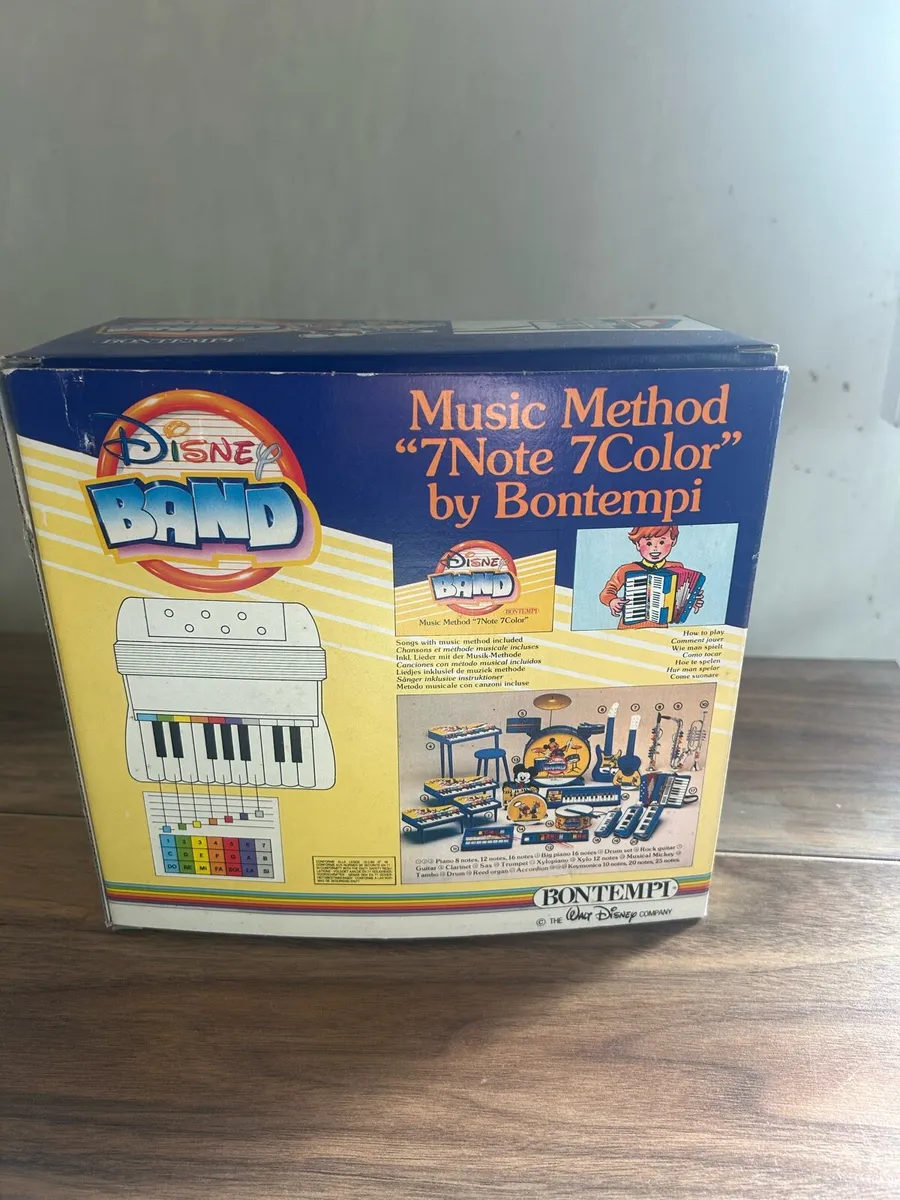 BONTEMPI
DISNEY
BAND
Music Method
“7Note 7Color”
by Bontempi
DISNEY
BAND
BONTEMPI
Music Method "7Note 7Color"
Songs with music method included
Chansons et méthode musicale incluses
Inkl. Lieder mit der Musik-Methode
Canciones con método musical incluidos
Liedjes inklusief de muziek methode
Sånger inklusive instruktioner
Metodo musicale con canzoni incluse
How to play
Comment jouer
Wie man spielt
Como tocar
Hoe te spelen
Hur man spelar
Come suonare
1 2 3 4 5 6 7
C D E F G A B
DO RE MI FA SOL LA SI
Piano 8 notes, 12 notes, 16 notes Big piano 16 notes Drum set Rock guitar
Guitar Clarinet Sax Trumpet Xylopiano Xylo 12 notes Musical Mickey
Tambo Drum Reed organ Accordion Keymonica 10 notes, 20 notes, 25 notes.
BONTEMPI
© THE WALT DISNEY COMPANY